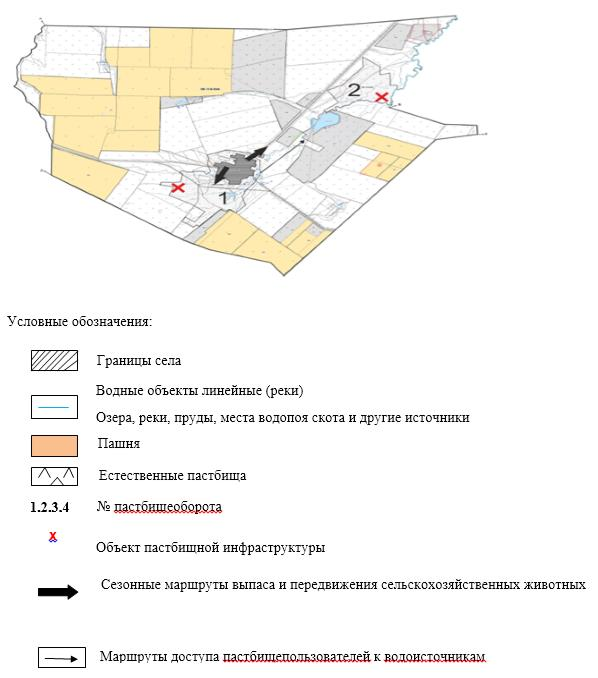 2
1
Условные обозначения:
Границы села
Водные объекты линейные (реки)
Озера, реки, пруды, места водопоя скота и другие источники
Пашня
Естественные пастбища
1.2.3.4 № пастбищеоборота
Х
Объект пастбищной инфраструктуры
Сезонные маршруты выпаса и передвижения сельскохозяйственных животных
Маршруты доступа пастбищепользователей к водоисточникам